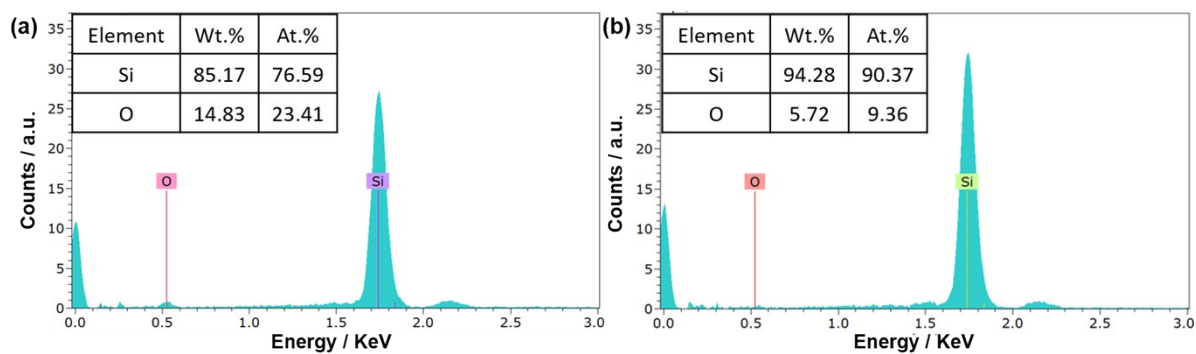 (a)
Element Wt.% At.%
Si 85.17 76.59
O 14.83 23.41
35
30
25
20
15
10
5
0
Counts / a.u.
O
Si
0.0 0.5 1.0 1.5 2.0 2.5 3.0
Energy / KeV
(b)
Element Wt.% At.%
Si 94.28 90.37
O 5.72 9.36
35
30
25
20
15
10
5
0
Counts / a.u.
O
Si
0.0 0.5 1.0 1.5 2.0 2.5 3.0
Energy / KeV